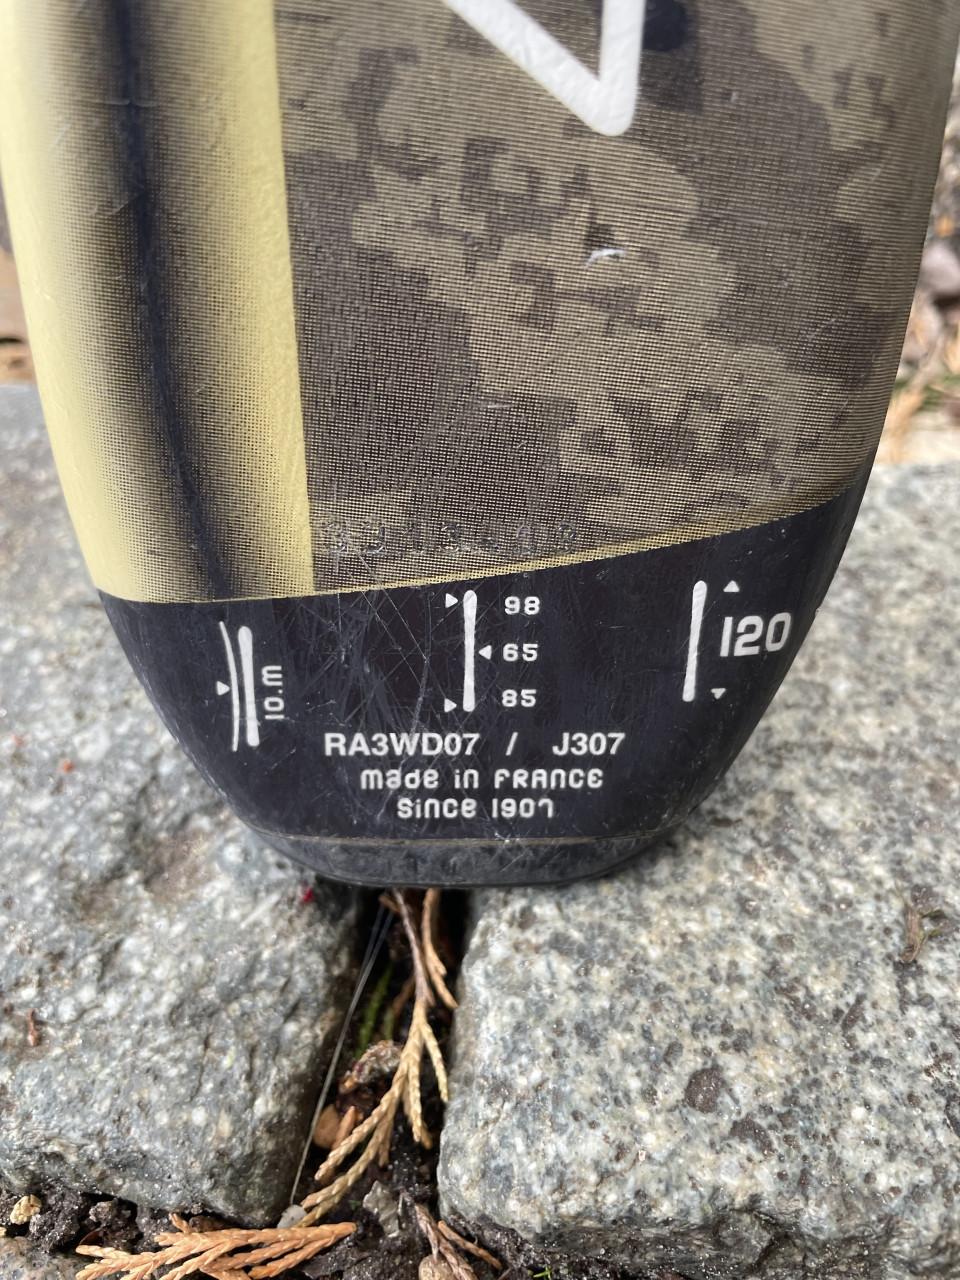 98
65
85
10.m
120
RA3WD07 / J307
made in FRANCE
since 1907